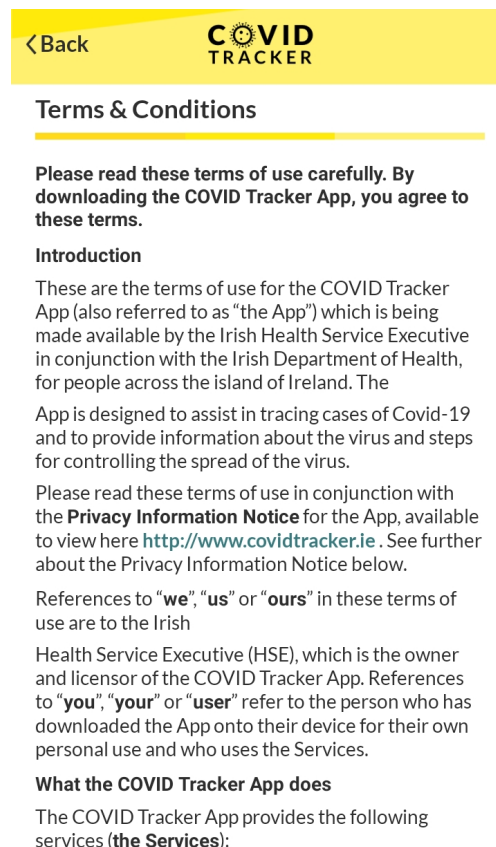 Back
COVID
TRACKER
Terms & Conditions
Please read these terms of use carefully. By
downloading the COVID Tracker App, you agree to
these terms.
Introduction
These are the terms of use for the COVID Tracker
App (also referred to as “the App”) which is being
made available by the Irish Health Service Executive
in conjunction with the Irish Department of Health,
for people across the island of Ireland. The
App is designed to assist in tracing cases of Covid-19
and to provide information about the virus and steps
for controlling the spread of the virus.
Please read these terms of use in conjunction with
the Privacy Information Notice for the App, available
to view here http://www.covidtracker.ie . See further
about the Privacy Information Notice below.
References to “we”, “us” or “ours” in these terms of
use are to the Irish
Health Service Executive (HSE), which is the owner
and licensor of the COVID Tracker App. References
to “you”, “your” or “user” refer to the person who has
downloaded the App onto their device for their own
personal use and who uses the Services.
What the COVID Tracker App does
The COVID Tracker App provides the following
services (the Services):